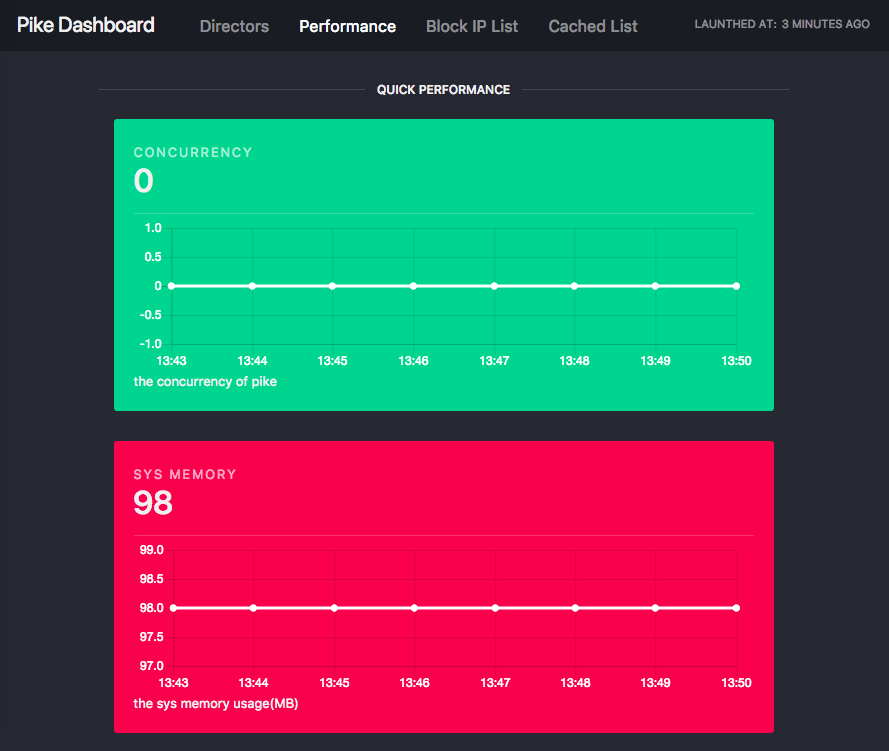 Pike Dashboard Directors Performance Block IP List Cached List LAUNTHED AT: 3 MINUTES AGO
QUICK PERFORMANCE
CONCURRENCY
0
1.0
0.5
0
-0.5
-1.0
13:43 13:44 13:45 13:46 13:47 13:48 13:49 13:50
the concurrency of pike
SYS MEMORY
98
99.0
98.5
98.0
97.5
97.0
13:43 13:44 13:45 13:46 13:47 13:48 13:49 13:50
the sys memory usage(MB)